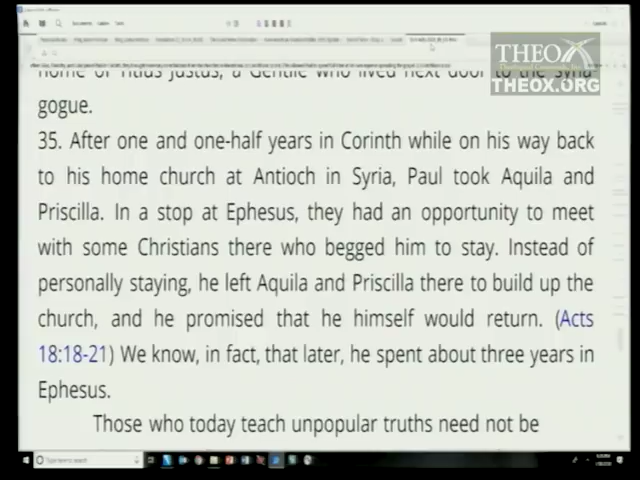 THEOX
THEOX.ORG
home of Titius Justus, a Gentile who lived next door to the syna-
gogue.
35. After one and one-half years in Corinth while on his way back
to his home church at Antioch in Syria, Paul took Aquila and
Priscilla. In a stop at Ephesus, they had an opportunity to meet
with some Christians there who begged him to stay. Instead of
personally staying, he left Aquila and Priscilla there to build up the
church, and he promised that he himself would return. (Acts
18:18-21) We know, in fact, that later, he spent about three years in
Ephesus.
Those who today teach unpopular truths need not be
Type here to search